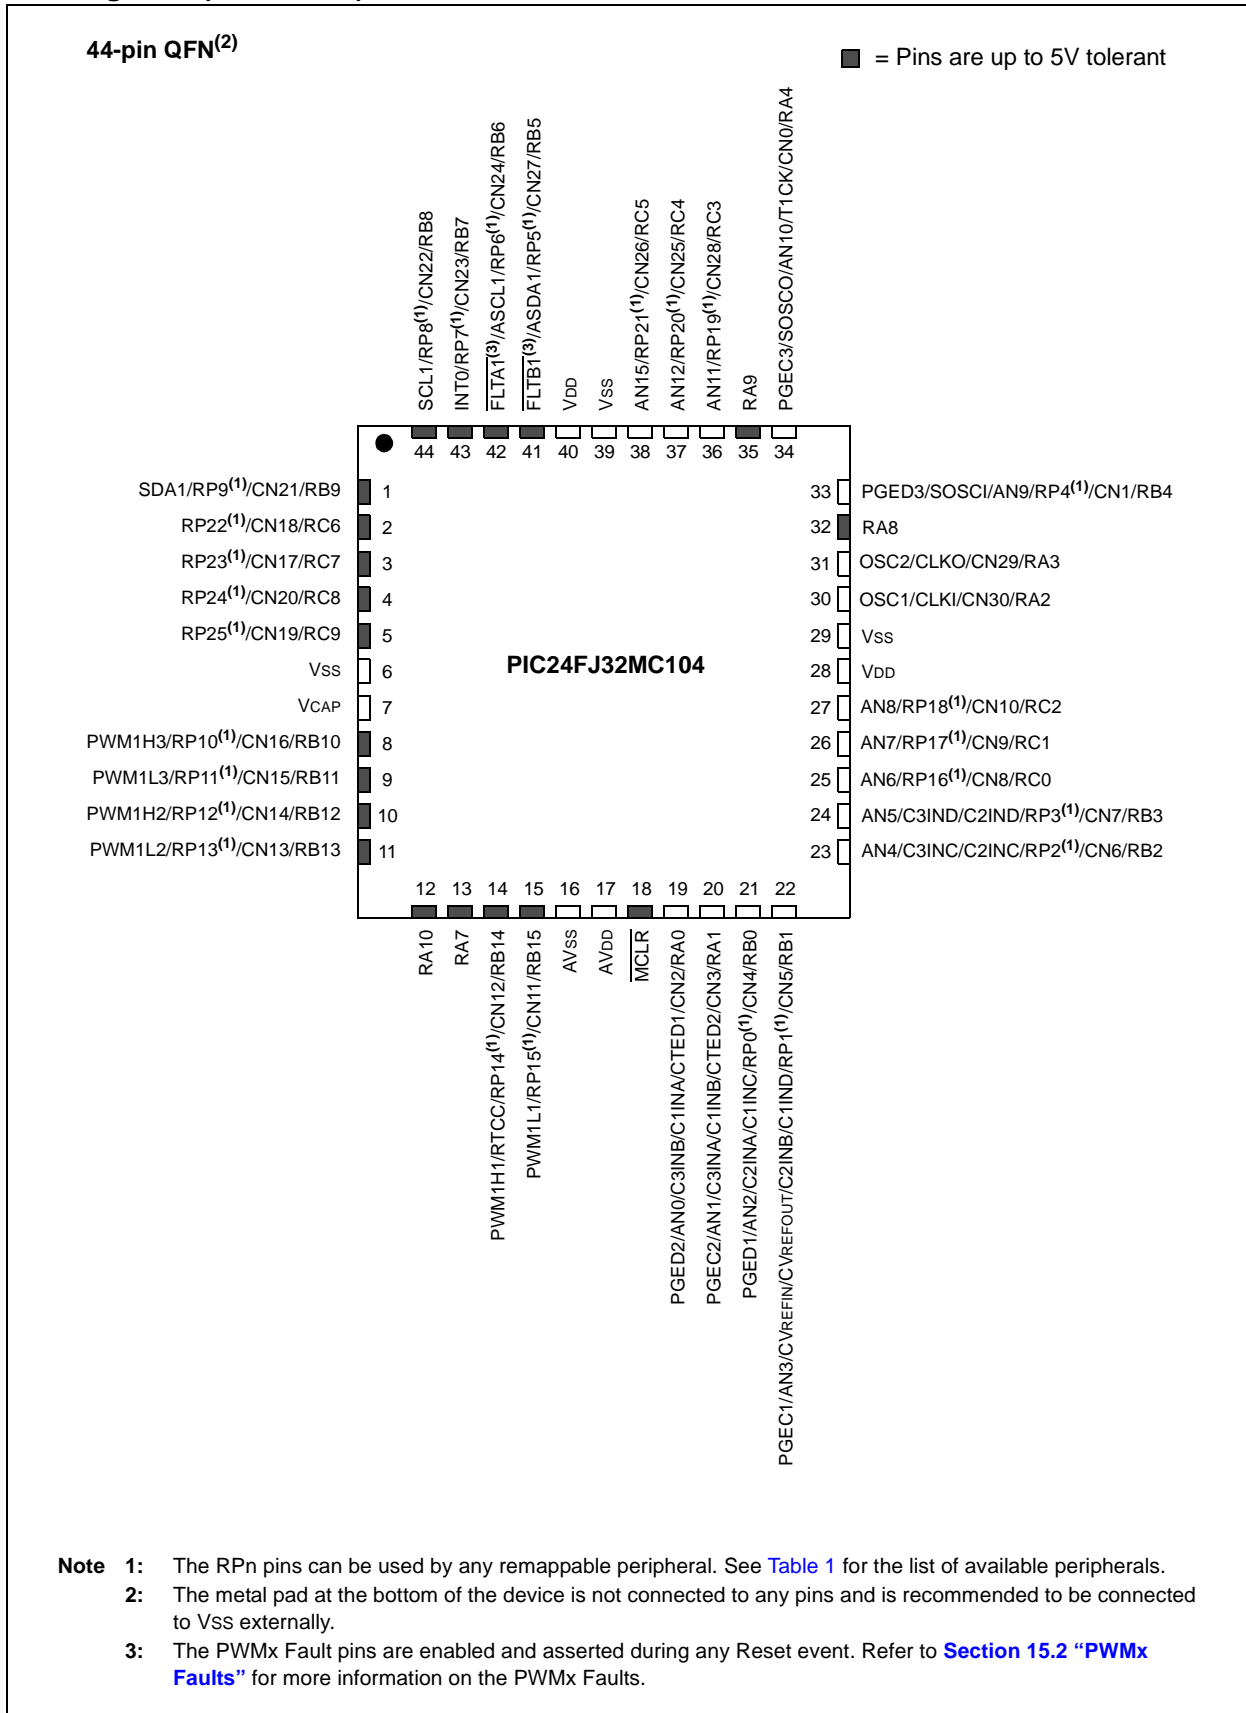 44-pin QFN(2)
= Pins are up to 5V tolerant
SCL1/RP8(1)/CN22/RB8
INT0/RP7(1)/CN23/RB7
FLTA1(3)/ASCL1/RP6(1)/CN24/RB6
FLTB1(3)/ASDA1/RP5(1)/CN27/RB5
VDD
VSS
AN15/RP21(1)/CN26/RC5
AN12/RP20(1)/CN25/RC4
AN11/RP19(1)/CN28/RC3
RA9
PGEC3/SOSCO/AN10/T1CK/CN0/RA4
44 43 42 41 40 39 38 37 36 35 34
SDA1/RP9(1)/CN21/RB9 1
RP22(1)/CN18/RC6 2
RP23(1)/CN17/RC7 3
RP24(1)/CN20/RC8 4
RP25(1)/CN19/RC9 5
VSS 6
VCAP 7
PWM1H3/RP10(1)/CN16/RB10 8
PWM1L3/RP11(1)/CN15/RB11 9
PWM1H2/RP12(1)/CN14/RB12 10
PWM1L2/RP13(1)/CN13/RB13 11
PIC24FJ32MC104
33 PGED3/SOSCI/AN9/RP4(1)/CN1/RB4
32 RA8
31 OSC2/CLKO/CN29/RA3
30 OSC1/CLKI/CN30/RA2
29 VSS
28 VDD
27 AN8/RP18(1)/CN10/RC2
26 AN7/RP17(1)/CN9/RC1
25 AN6/RP16(1)/CN8/RC0
24 AN5/C3IND/C2IND/RP3(1)/CN7/RB3
23 AN4/C3INC/C2INC/RP2(1)/CN6/RB2
12 13 14 15 16 17 18 19 20 21 22
RA10
RA7
PWM1H1/RTCC/RP14(1)/CN12/RB14
PWM1L1/RP15(1)/CN11/RB15
AVSS
AVDD
MCLR
PGED2/AN0/C3INB/C1INA/CTED1/CN2/RA0
PGEC2/AN1/C3INA/C1INB/CTED2/CN3/RA1
PGED1/AN2/C2INA/C1INC/RP0(1)/CN4/RB0
PGEC1/AN3/CVREFIN/CVREFOUT/C2INB/C1IND/RP1(1)/CN5/RB1
Note 1: The RPn pins can be used by any remappable peripheral. See Table 1 for the list of available peripherals.
2: The metal pad at the bottom of the device is not connected to any pins and is recommended to be connected
to VSS externally.
3: The PWMx Fault pins are enabled and asserted during any Reset event. Refer to Section 15.2 “PWMx
Faults” for more information on the PWMx Faults.